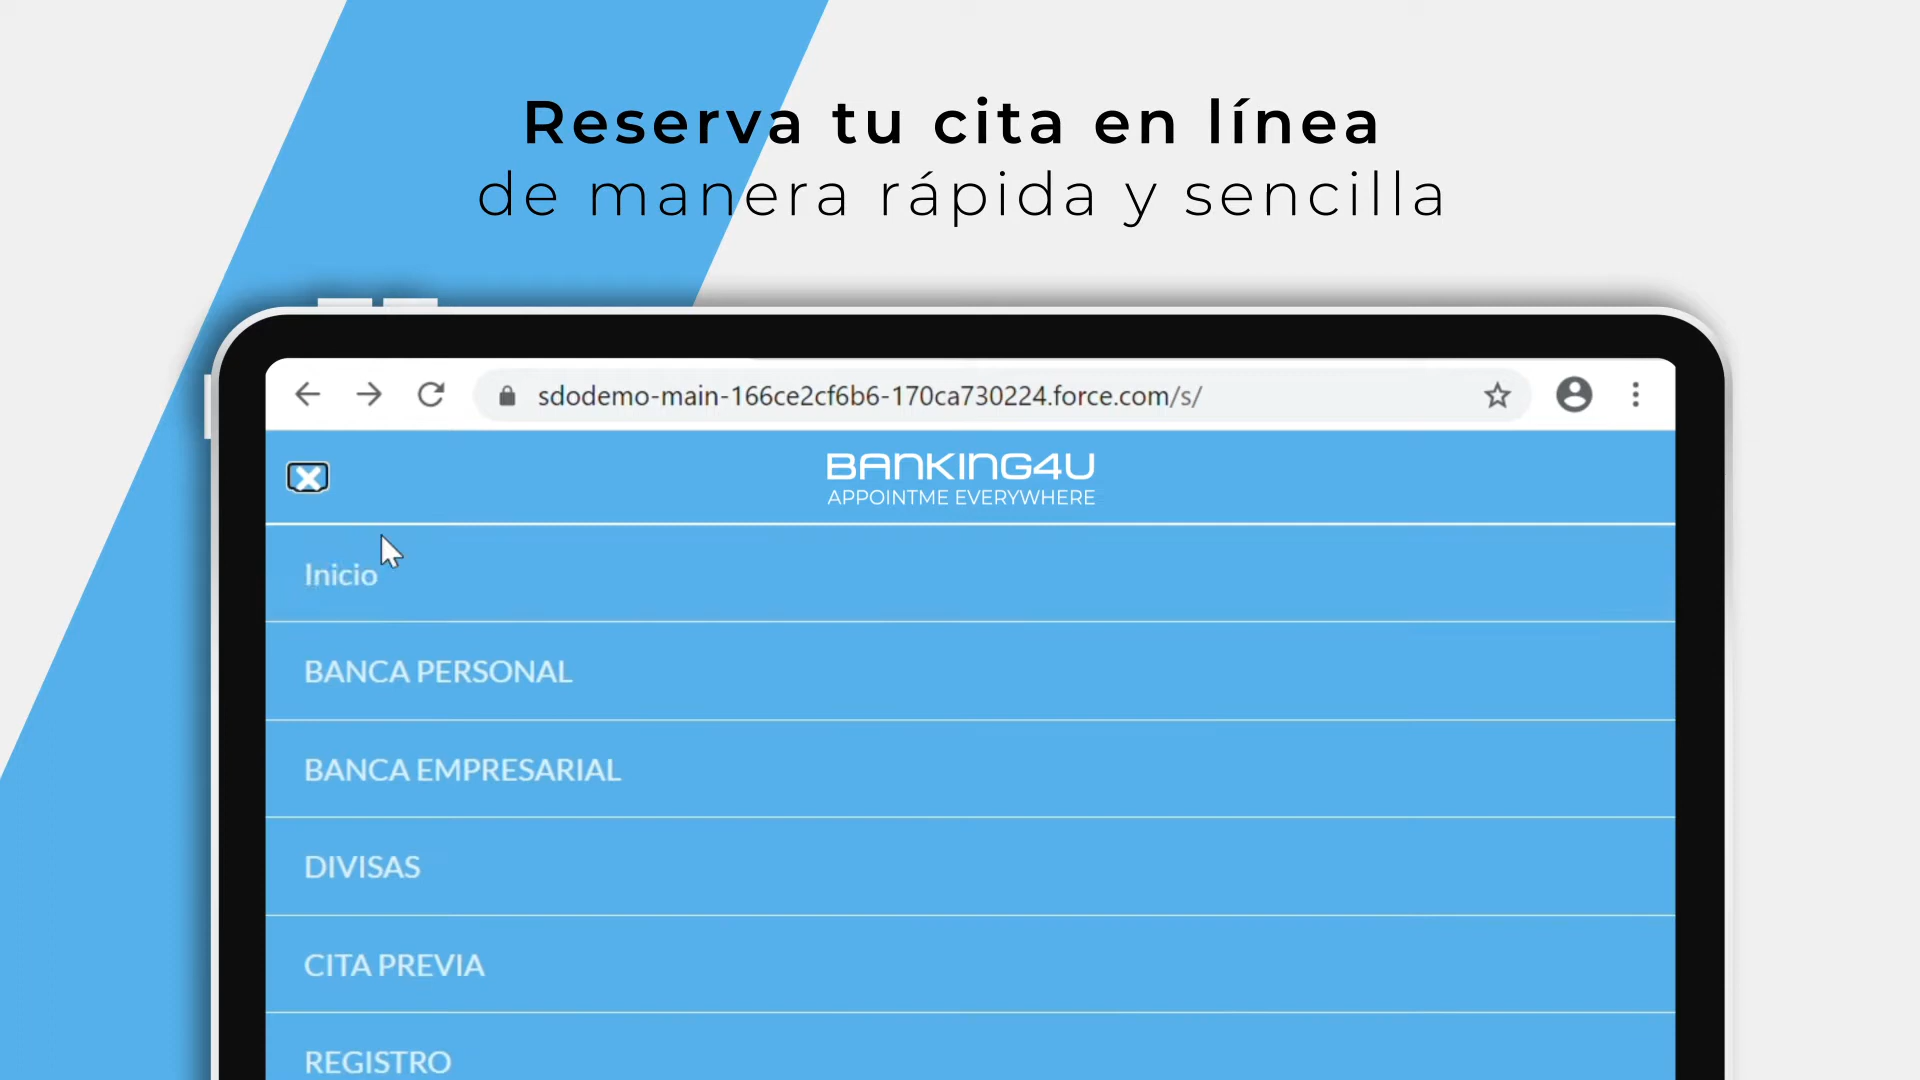 Reserva tu cita en línea
de manera rápida y sencilla
sdodemo-main-166ce2cf6b6-170ca730224.force.com/s/
BANKING4U
APPOINTME EVERYWHERE
Inicio
BANCA PERSONAL
BANCA EMPRESARIAL
DIVISAS
CITA PREVIA
REGISTRO